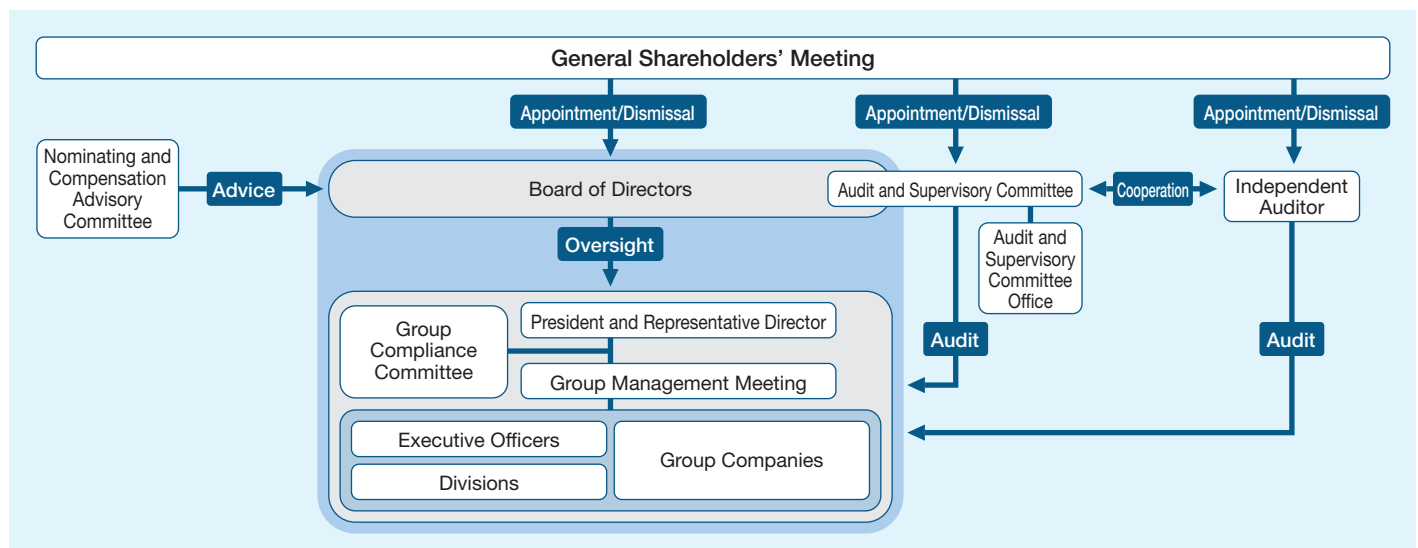 General Shareholders' Meeting
Appointment/Dismissal
Appointment/Dismissal
Appointment/Dismissal
Nominating and
Compensation
Advisory
Committee
Advice
Board of Directors
Audit and Supervisory Committee
Cooperation
Independent
Auditor
Oversight
Audit and
Supervisory
Committee
Office
Group
Compliance
Committee
President and Representative Director
Audit
Audit
Group Management Meeting
Executive Officers
Divisions
Group Companies